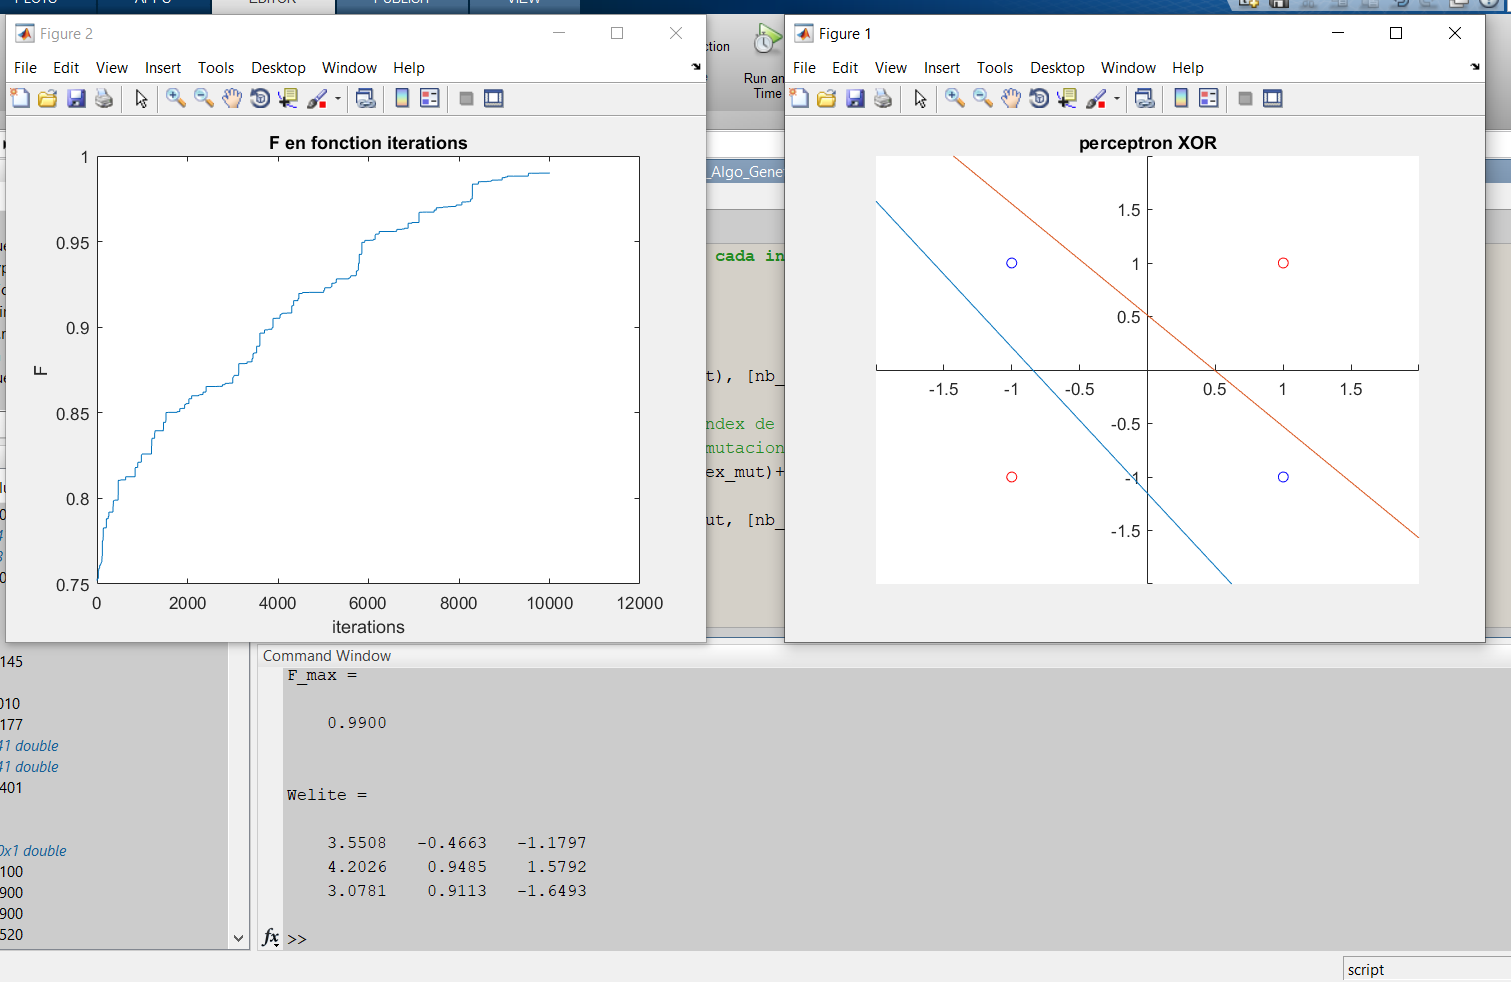 EDITOR
PUBLISH
VIEW
Figure 2
File Edit View Insert Tools Desktop Window Help
F en fonction iterations
1
0.95
0.9
0.85
0.8
0.75
F
0 2000 4000 6000 8000 10000 12000
iterations
Run an
Time
_Algo_Gene
cada in
t), [nb_
ndex de
mutacion
ex_mut)+
ut, [nb_
Figure 1
File Edit View Insert Tools Desktop Window Help
perceptron XOR
1.5
1
0.5
-1.5 -1 -0.5 0.5 1 1.5
-0.5
-1
-1.5
145
010
177
41 double
41 double
401
0x1 double
100
900
900
520
Command Window
F_max =
0.9900
Welite =
3.5508 -0.4663 -1.1797
4.2026 0.9485 1.5792
3.0781 0.9113 -1.6493
fx >>
script